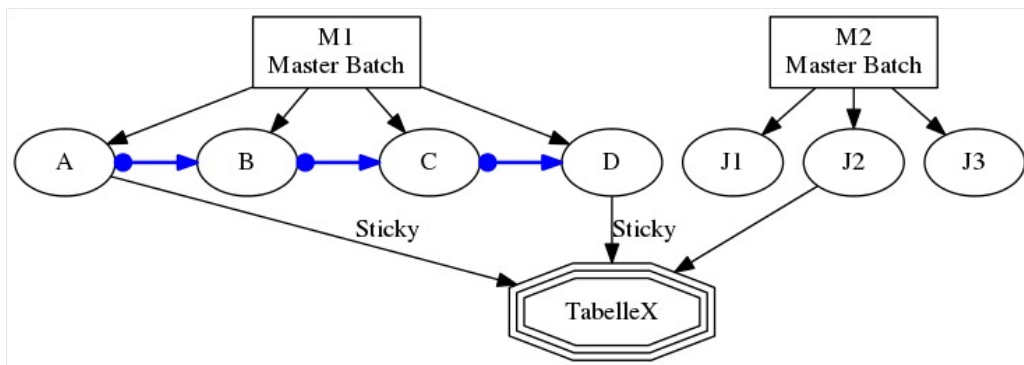 M1
Master Batch
M2
Master Batch
A
B
C
D
J1
J2
J3
Sticky
Sticky
TabelleX